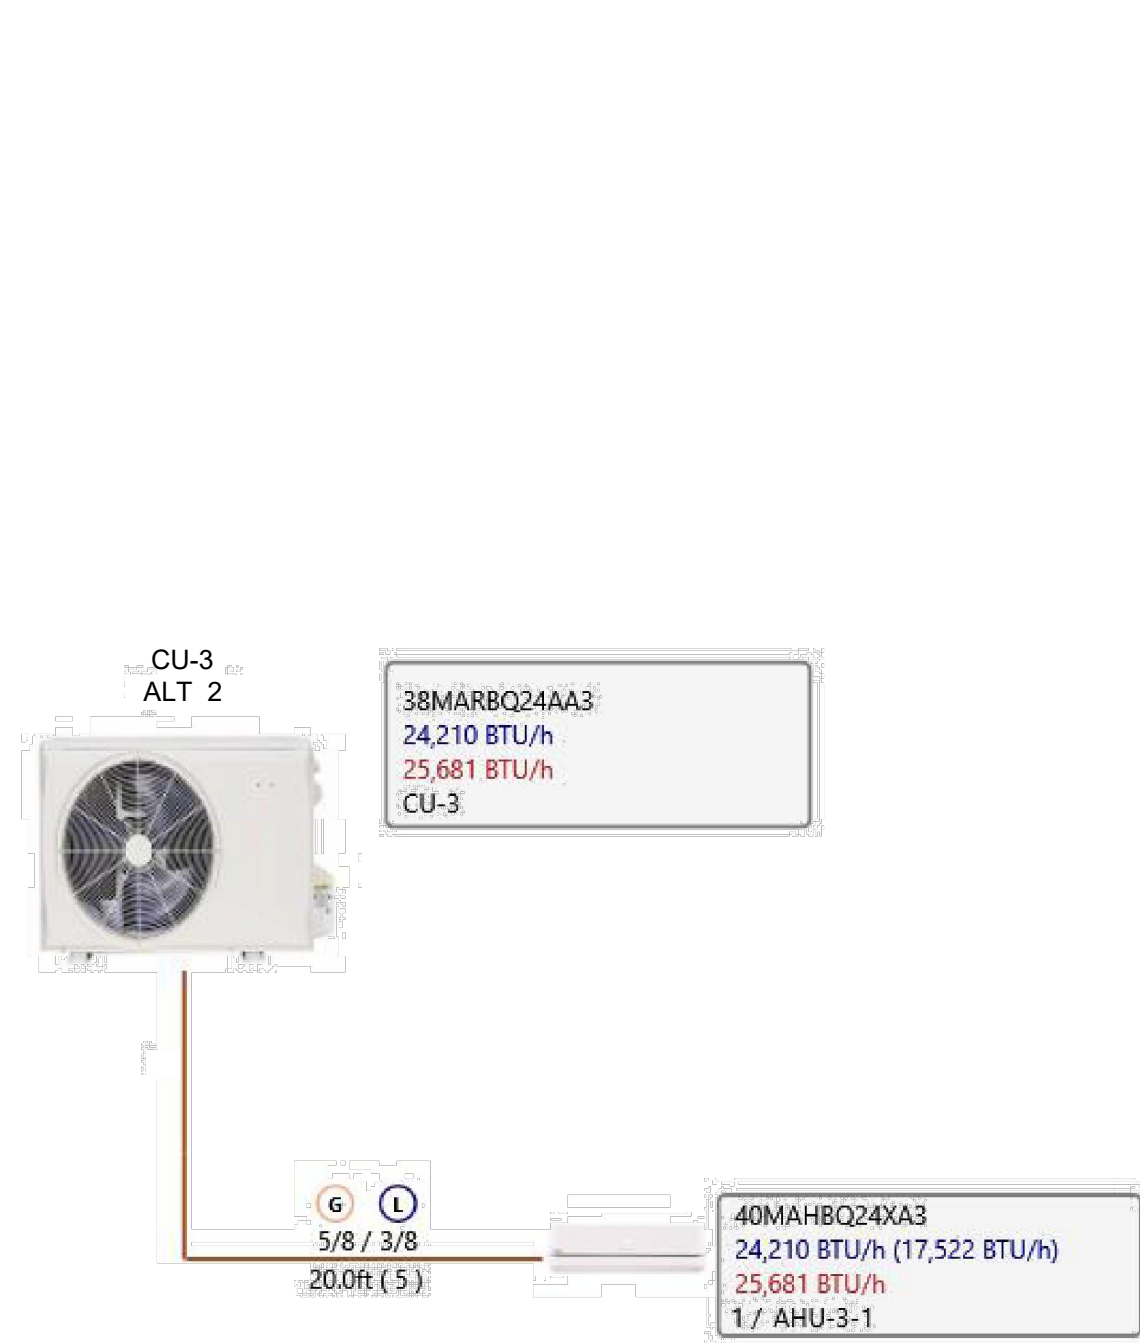 CU-3
ALT 2
38MARBQ24AA3
24,210 BTU/h
25,681 BTU/h
CU-3
G L
5/8 / 3/8
20.0ft ( 5 )
40MAHBQ24XA3
24,210 BTU/h (17,522 BTU/h)
25,681 BTU/h
1 / AHU-3-1